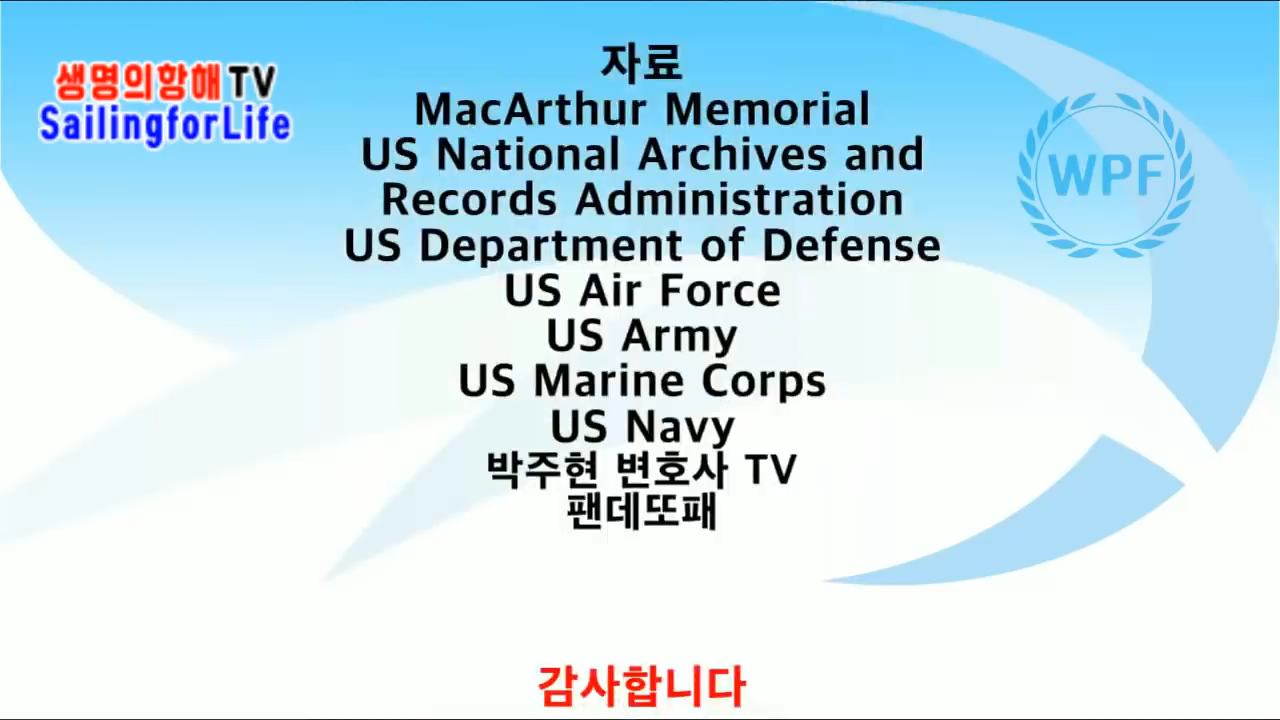 생명의항해 TV
SailingforLife
자료
MacArthur Memorial
US National Archives and
Records Administration
US Department of Defense
US Air Force
US Army
US Marine Corps
US Navy
박주현 변호사 TV
팬데또패
WPF
감사합니다